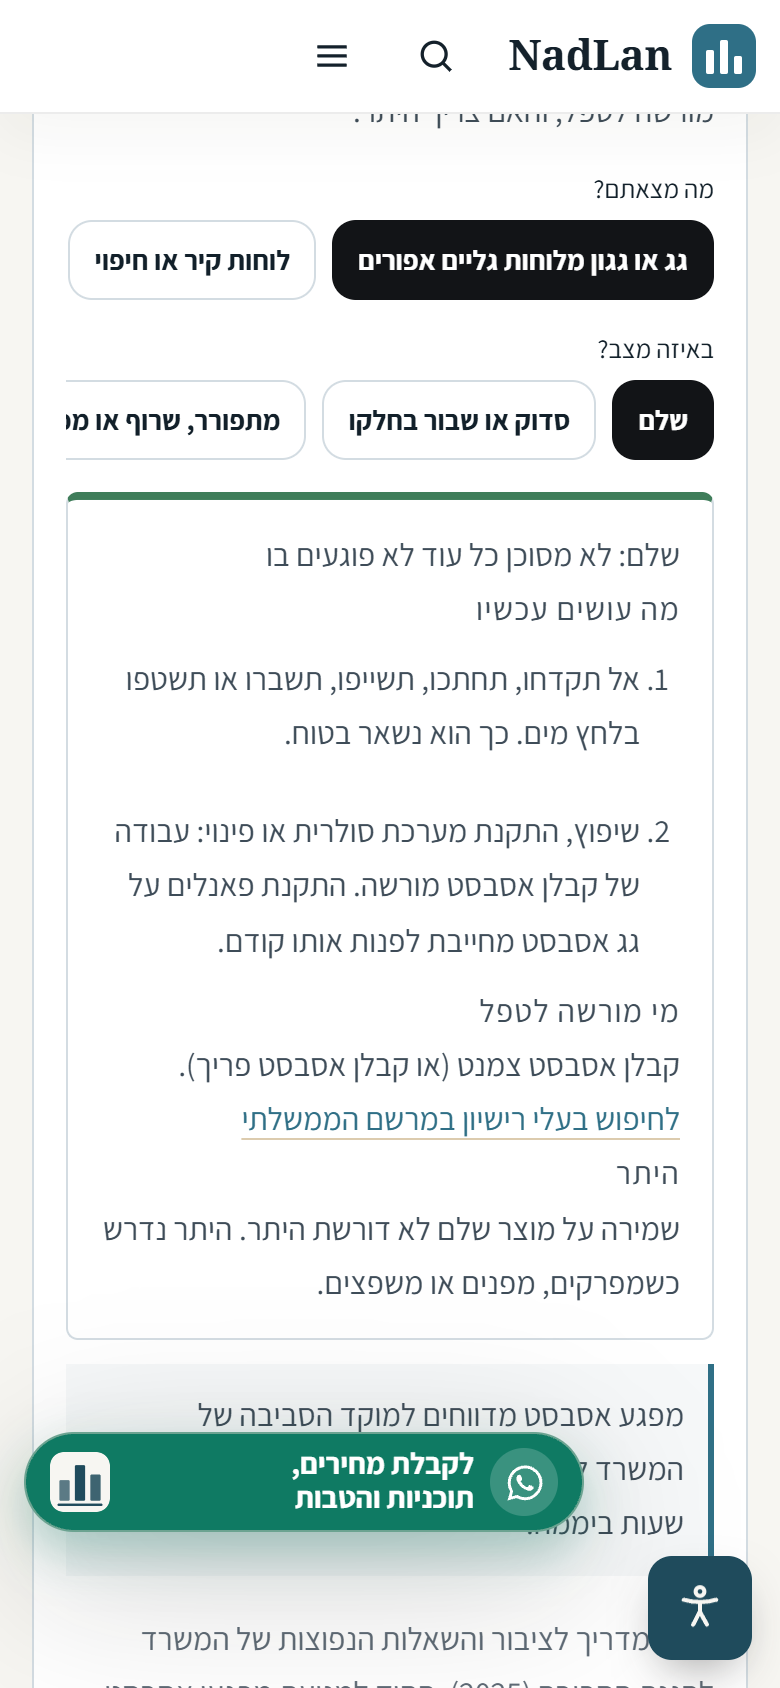 NadLan
מורשה לטפל, והאם צריך היתר.
מה מצאתם?
גג או גגון מלוחות גליים אפורים
לוחות קיר או חיפוי
באיזה מצב?
שלם
סדוק או שבור בחלקו
מתפורר, שרוף או
שלם: לא מסוכן כל עוד לא פוגעים בו
מה עושים עכשיו
1. אל תקדחו, תחתכו, תשייפו, תשברו או תשטפו
בלחץ מים. כך הוא נשאר בטוח.
2. שיפוץ, התקנת מערכת סולרית או פינוי: עבודה
של קבלן אסבסט מורשה. התקנת פאנלים על
גג אסבסט מחייבת לפנות אותו קודם.
מי מורשה לטפל
קבלן אסבסט צמנט (או קבלן אסבסט פריך).
לחיפוש בעלי רישיון במרשם הממשלתי
היתר
שמירה על מוצר שלם לא דורשת היתר. היתר נדרש
כשמפרקים, מפנים או משפצים.
מפגע אסבסט מדווחים למוקד הסביבה של
המשרד
שעות
לקבלת מחירים,
תוכניות והטבות
מדריך לציבור והשאלות הנפוצות של המשרד